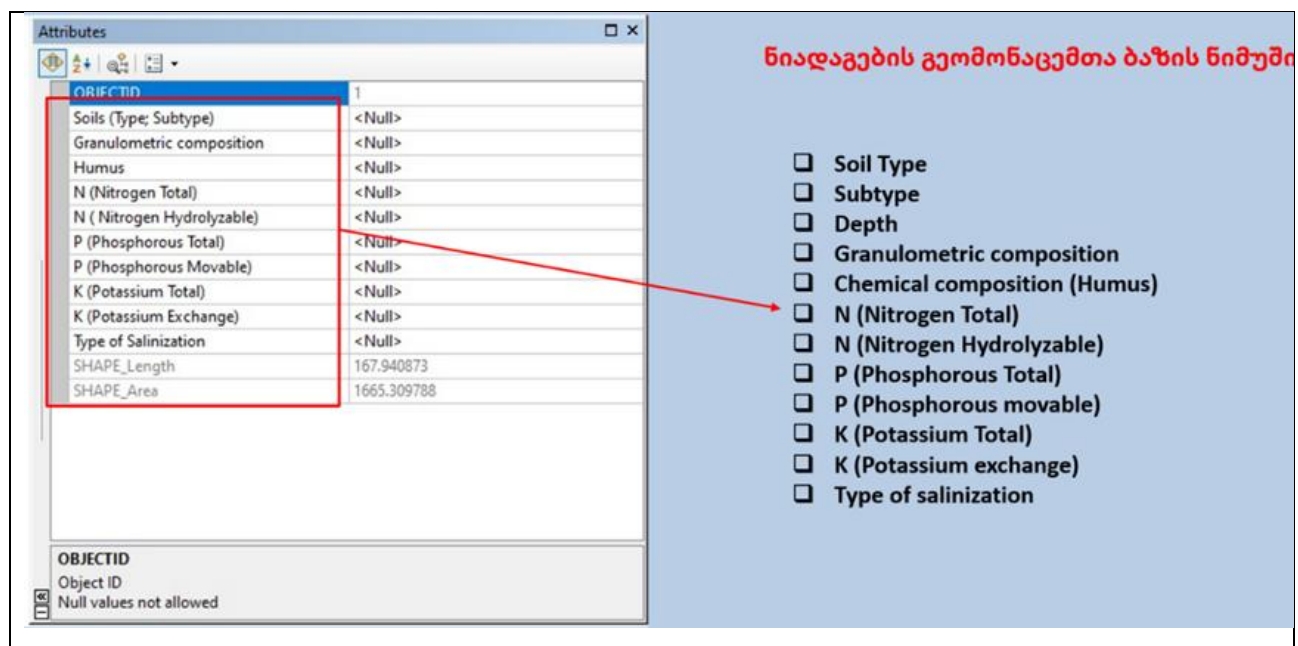 Attributes
OBJECTID 1
Soils (Type; Subtype) <Null>
Granulometric composition <Null>
Humus <Null>
N (Nitrogen Total) <Null>
N ( Nitrogen Hydrolyzable) <Null>
P (Phosphorous Total) <Null>
P (Phosphorous Movable) <Null>
K (Potassium Total) <Null>
K (Potassium Exchange) <Null>
Type of Salinization <Null>
SHAPE_Length 167.940873
SHAPE_Area 1665.309788
OBJECTID
Object ID
Null values not allowed
ნიადაგების გეომონაცემთა ბაზის ნიმუში
Soil Type
Subtype
Depth
Granulometric composition
Chemical composition (Humus)
N (Nitrogen Total)
N (Nitrogen Hydrolyzable)
P (Phosphorous Total)
P (Phosphorous movable)
K (Potassium Total)
K (Potassium exchange)
Type of salinization